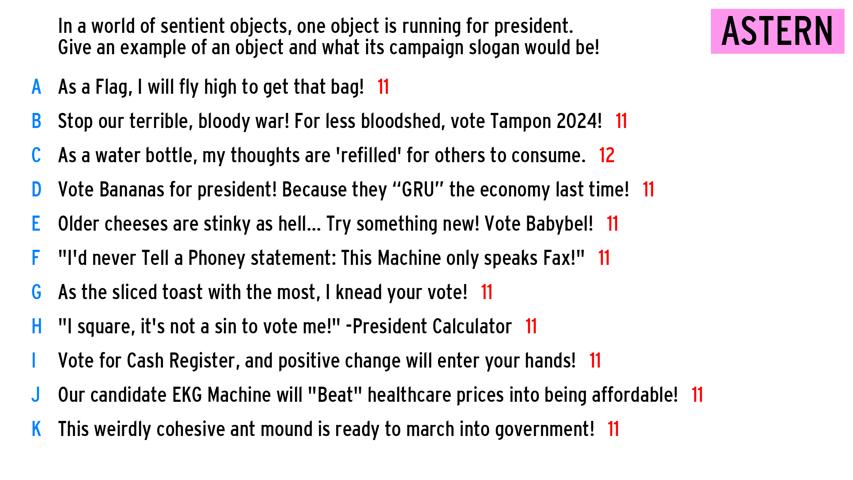 In a world of sentient objects, one object is running for president.
Give an example of an object and what its campaign slogan would be!
ASTERN
A As a Flag, I will fly high to get that bag! 11
B Stop our terrible, bloody war! For less bloodshed, vote Tampon 2024! 11
C As a water bottle, my thoughts are 'refilled' for others to consume. 12
D Vote Bananas for president! Because they “GRU” the economy last time! 11
E Older cheeses are stinky as hell... Try something new! Vote Babybel! 11
F "I'd never Tell a Phoney statement: This Machine only speaks Fax!" 11
G As the sliced toast with the most, I knead your vote! 11
H "I square, it's not a sin to vote me!" -President Calculator 11
I Vote for Cash Register, and positive change will enter your hands! 11
J Our candidate EKG Machine will "Beat" healthcare prices into being affordable! 11
K This weirdly cohesive ant mound is ready to march into government! 11